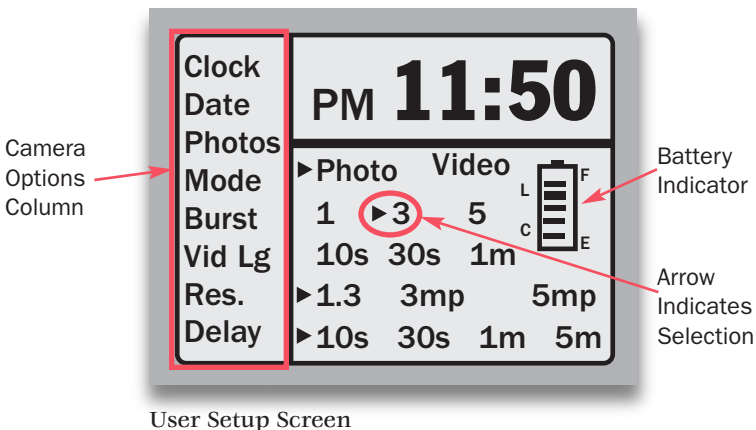 Clock
Date
Photos
Mode
Burst
Vid Lg
Res.
Delay
PM 11:50
▶Photo Video
1 ▶3 5
10s 30s 1m
▶1.3 3mp 5mp
▶10s 30s 1m 5m
L
C
F
E
Camera
Options
Column
Battery
Indicator
Arrow
Indicates
Selection
User Setup Screen